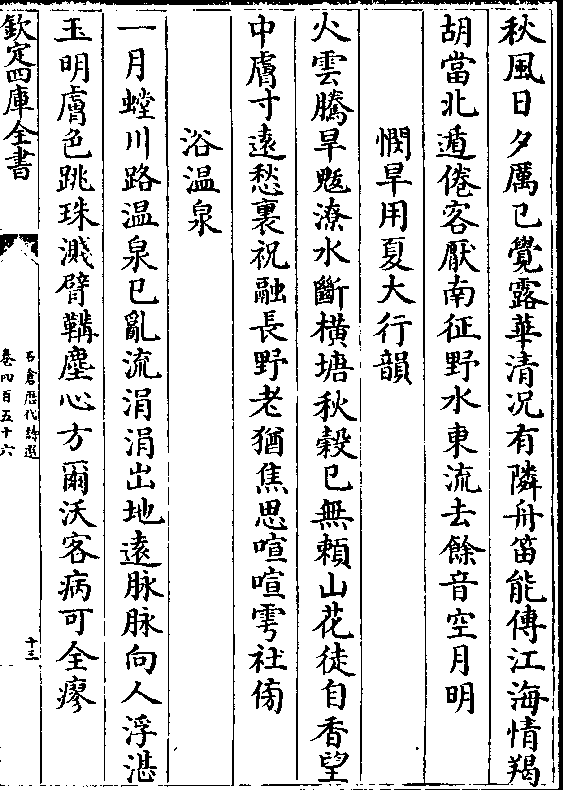 秋風日夕厲已覺露華清况有隣舟笛能傳江海情羯
胡當北遁倦客厭南征野水東流去餘音空月明
憫旱用夏大行韻
火雲騰旱魃潦水斷横塘秋榖已無頼山花徒自香望
中膚寸遠愁裏祝融長野老猶焦思喧喧雩社傍
浴温泉
一月螳川路温泉已亂流涓涓出地遠脉脉向人浮湛
玉明膚色跳珠濺臂鞲塵心方爾沃客病可全瘳
欽定四庫全書
石倉歴代詩選
卷四百五十六
十三